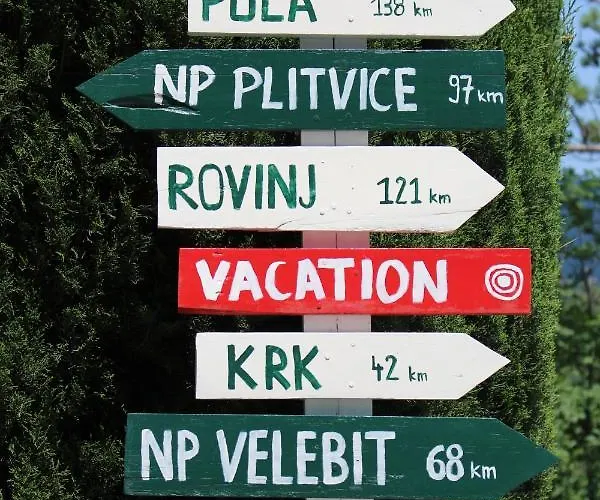 PULA 138 km
NP PLITVICE 97 km
ROVINJ 121 km
VACATION
KRK 42 km
NP VELEBIT 68 km